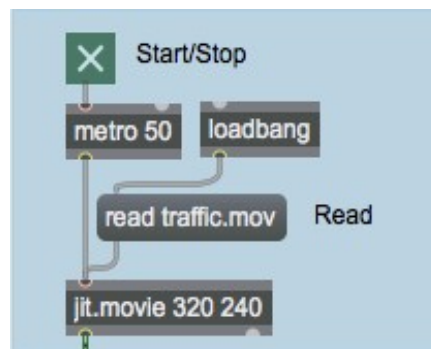 Start/Stop
metro 50
loadbang
read traffic.mov
Read
jit.movie 320 240